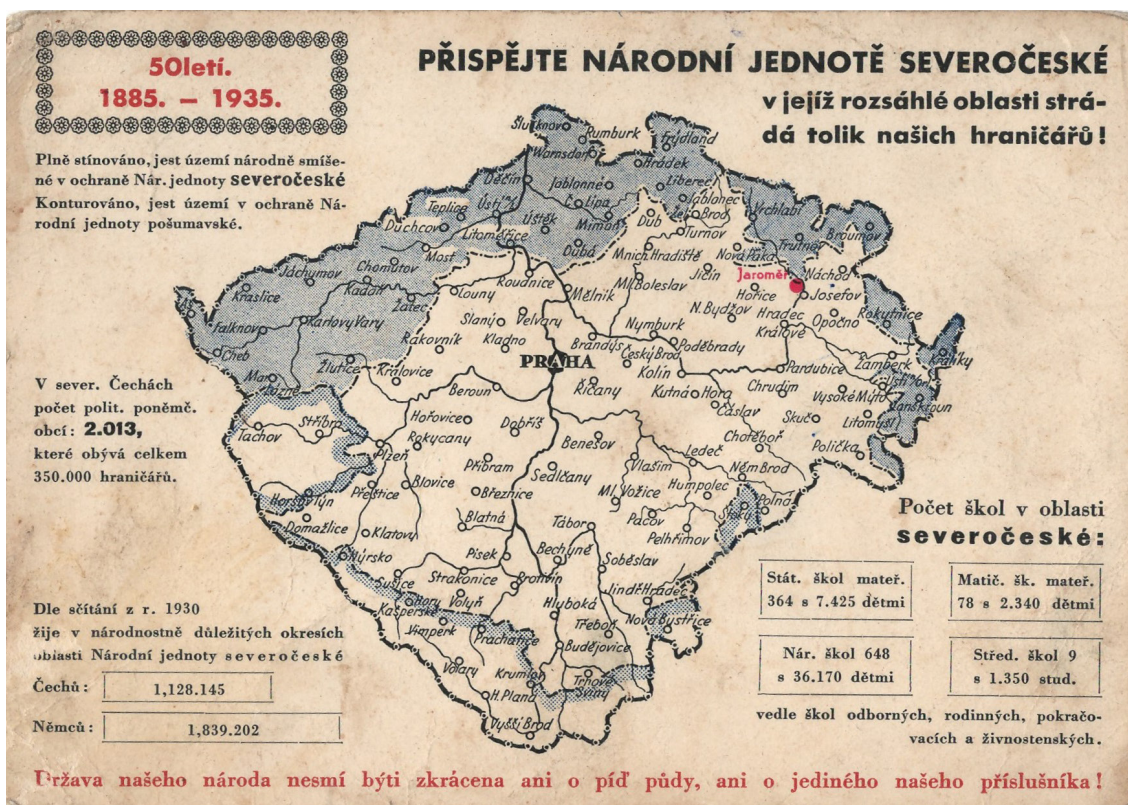 50letí.
1885. – 1935.
PŘISPĚJTE NÁRODNÍ JEDNOTĚ SEVEROČESKÉ
v jejíž rozsáhlé oblasti strá-
dá tolik našich hraničářů!
Plně stínováno, jest území národně smíše-
né v ochraně Nár. jednoty severočeské
Konturováno, jest území v ochraně Ná-
rodní jednoty pošumavské.
Šluknov
Rumburk
Frýdland
Warnsdorf
Hrádek
Děčín
Jablonné
Liberec
Teplice
Ústí n/L
Č. Lípa
Jablonec
Duchcov
Úštěk
Mimoň
Dub
Žel. Brod
Vrchlabí
Litoměřice
Turnov
Trutnov
Broumov
Most
Dubá
Mnich. Hradiště
Nová Paka
Jáchymov
Chomutov
Roudnice
Jičín
Jaroměř
Náchod
Kraslice
Kadaň
Žatec
Louny
Mělník
Ml. Boleslav
Hořice
Josefov
Aš
Falknov
Karlovy Vary
Slaný
Velvary
N. Bydžov
Hradec
Králové
Opočno
Rokytnice
Rakovník
Kladno
Nymburk
Cheb
Brandýs
Český Brod
Poděbrady
Žamberk
Králíky
Žlutice
PRAHA
Kolín
Pardubice
Mar.
Lázně
Kralovice
Beroun
Říčany
Kutná Hora
Chrudim
Ústí n/O
Vysoké Mýto
Lanškroun
Čáslav
Stříbro
Hořovice
Dobříš
Skuč
Litomyšl
Tachov
Rokycany
Benešov
Chotěboř
Plzeň
Ledeč
Polička
Příbram
Sedlčany
Vlašim
Něm Brod
Přeštice
Blovice
Humpolec
Horšův Týn
Březnice
Ml. Vožice
Štoky
Polná
Domažlice
Klatovy
Blatná
Tábor
Pacov
Pelhřimov
Nýrsko
Písek
Bechyně
Soběslav
Sušice
Strakonice
Jindř. Hradec
Hory
Kašperské
Volyň
Hluboká
Vimperk
Prachatice
Třeboň
Nová Bystřice
Budějovice
Volary
Krumlov
Trhové
Sviny
H. Planá
Vyšší Brod
V sever. Čechách
počet polit. poněmč.
obcí: 2.013,
které obývá celkem
350.000 hraničářů.
Dle sčítání z r. 1930
žije v národnostně důležitých okresích
oblasti Národní jednoty severočeské
Čechů: 1,128.145
Němců: 1,839.202
Počet škol v oblasti
severočeské:
Stát. škol mateř.
364 s 7.425 dětmi
Matič. šk. mateř.
78 s 2.340 dětmi
Nár. škol 648
s 36.170 dětmi
Střed. škol 9
s 1.350 stud.
vedle škol odborných, rodinných, pokračo-
vacích a živnostenských.
Država našeho národa nesmí býti zkrácena ani o píď půdy, ani o jediného našeho příslušníka!